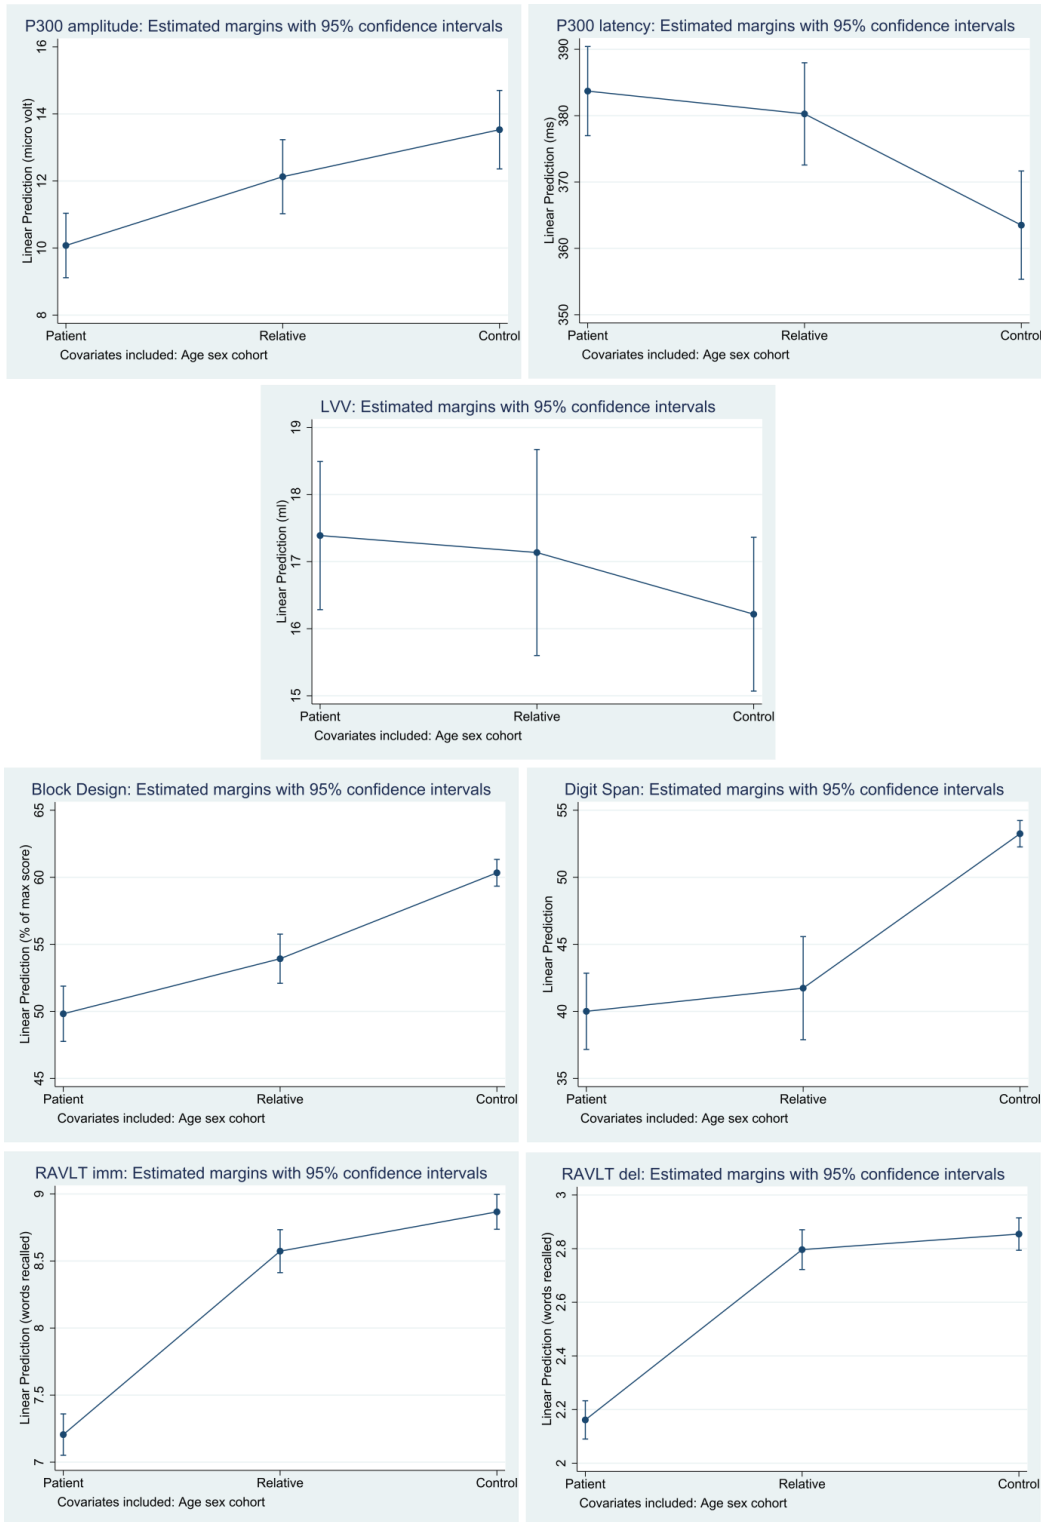 P300 amplitude: Estimated margins with 95% confidence intervals
Linear Prediction (micro volt)
16
14
12
10
8
Patient Relative Control
Covariates included: Age sex cohort
P300 latency: Estimated margins with 95% confidence intervals
Linear Prediction (ms)
390
380
370
360
350
Patient Relative Control
Covariates included: Age sex cohort
LVV: Estimated margins with 95% confidence intervals
Linear Prediction (ml)
19
18
17
16
15
Patient Relative Control
Covariates included: Age sex cohort
Block Design: Estimated margins with 95% confidence intervals
Linear Prediction (% of max score)
65
60
55
50
45
Patient Relative Control
Covariates included: Age sex cohort
Digit Span: Estimated margins with 95% confidence intervals
Linear Prediction
55
50
45
40
35
Patient Relative Control
Covariates included: Age sex cohort
RAVLT imm: Estimated margins with 95% confidence intervals
Linear Prediction (words recalled)
9
8.5
8
7.5
7
Patient Relative Control
Covariates included: Age sex cohort
RAVLT del: Estimated margins with 95% confidence intervals
Linear Prediction (words recalled)
3
2.8
2.6
2.4
2.2
2
Patient Relative Control
Covariates included: Age sex cohort